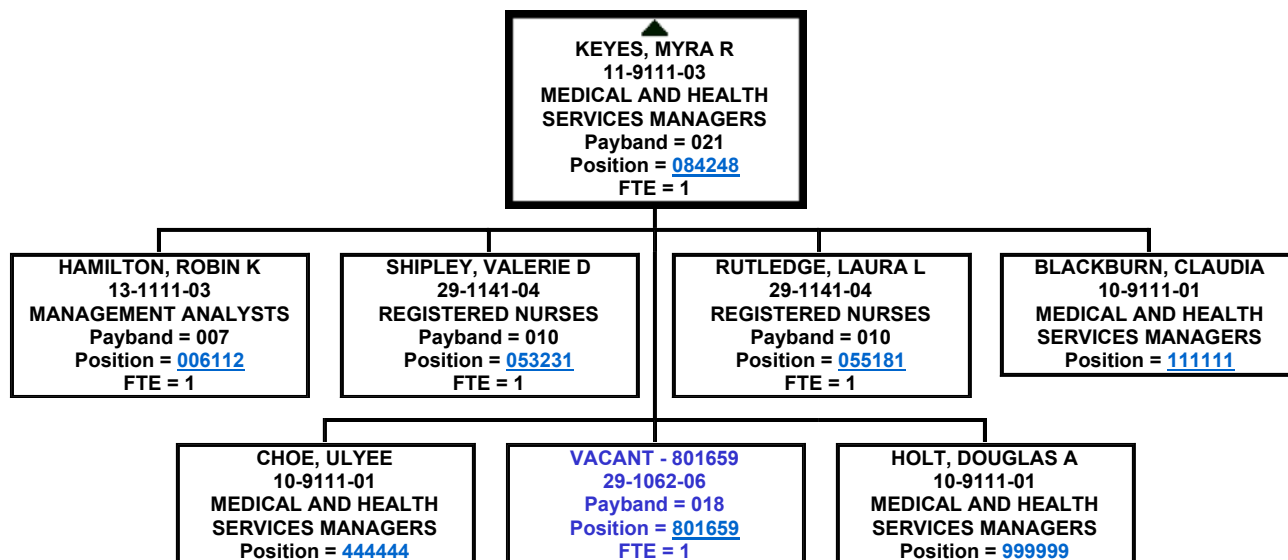 KEYES, MYRA R
11-9111-03
MEDICAL AND HEALTH
SERVICES MANAGERS
Payband = 021
Position = 084248
FTE = 1
HAMILTON, ROBIN K
13-1111-03
MANAGEMENT ANALYSTS
Payband = 007
Position = 006112
FTE = 1
SHIPLEY, VALERIE D
29-1141-04
REGISTERED NURSES
Payband = 010
Position = 053231
FTE = 1
RUTLEDGE, LAURA L
29-1141-04
REGISTERED NURSES
Payband = 010
Position = 055181
FTE = 1
BLACKBURN, CLAUDIA
10-9111-01
MEDICAL AND HEALTH
SERVICES MANAGERS
Position = 111111
CHOE, ULYEE
10-9111-01
MEDICAL AND HEALTH
SERVICES MANAGERS
Position = 444444
VACANT - 801659
29-1062-06
Payband = 018
Position = 801659
FTE = 1
HOLT, DOUGLAS A
10-9111-01
MEDICAL AND HEALTH
SERVICES MANAGERS
Position = 999999